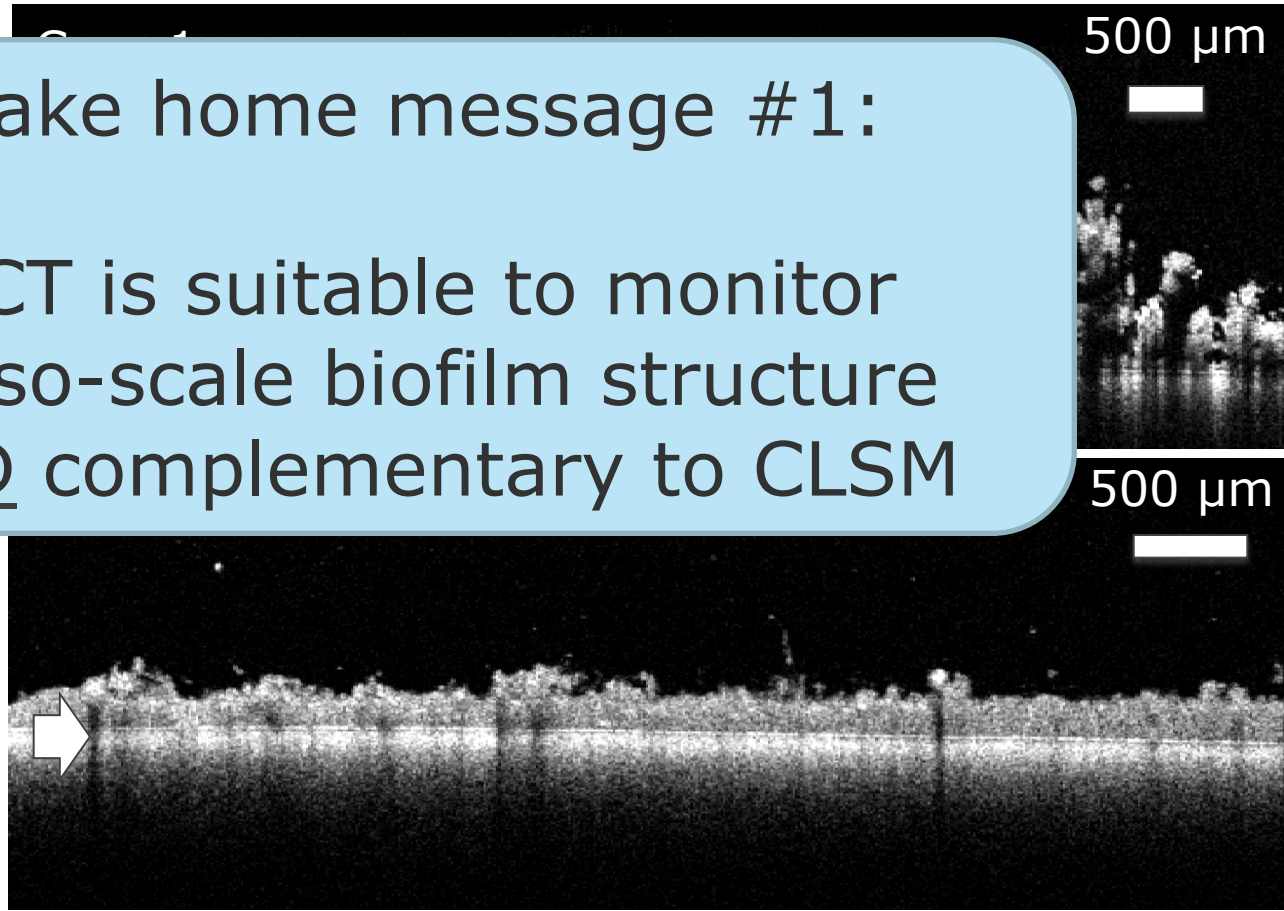 500 µm
ake home message #1:
CT is suitable to monitor
so-scale biofilm structure
D complementary to CLSM
500 µm